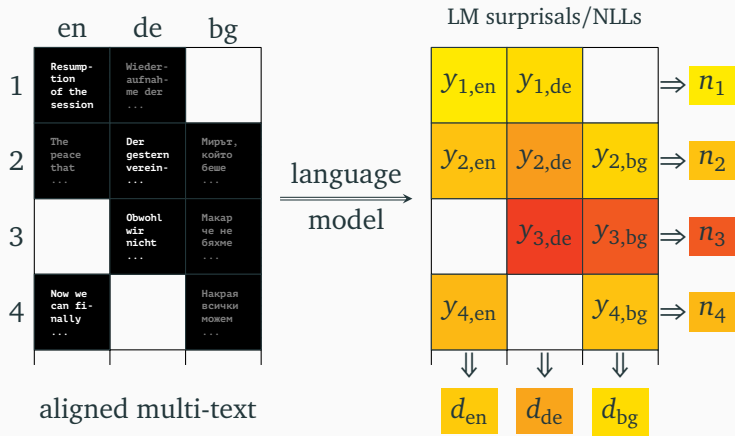 LM surprisals/NLLs
en de bg
1
Resump-
tion
of the
session
Wieder-
aufnah-
me der
...
y1,en y1,de
⇒ n1
2
The
peace
that
...
Der
gestern
verein-
...
Мирът,
който
беше
...
language
model
y2,en y2,de y2,bg
⇒ n2
3
Obwohl
wir
nicht
...
Макар
че не
бяхме
...
y3,de y3,bg
⇒ n3
4
Now we
can fi-
nally
...
Накрая
всички
можем
...
y4,en y4,bg
⇒ n4
⇓ ⇓ ⇓
aligned multi-text
den dde dbg